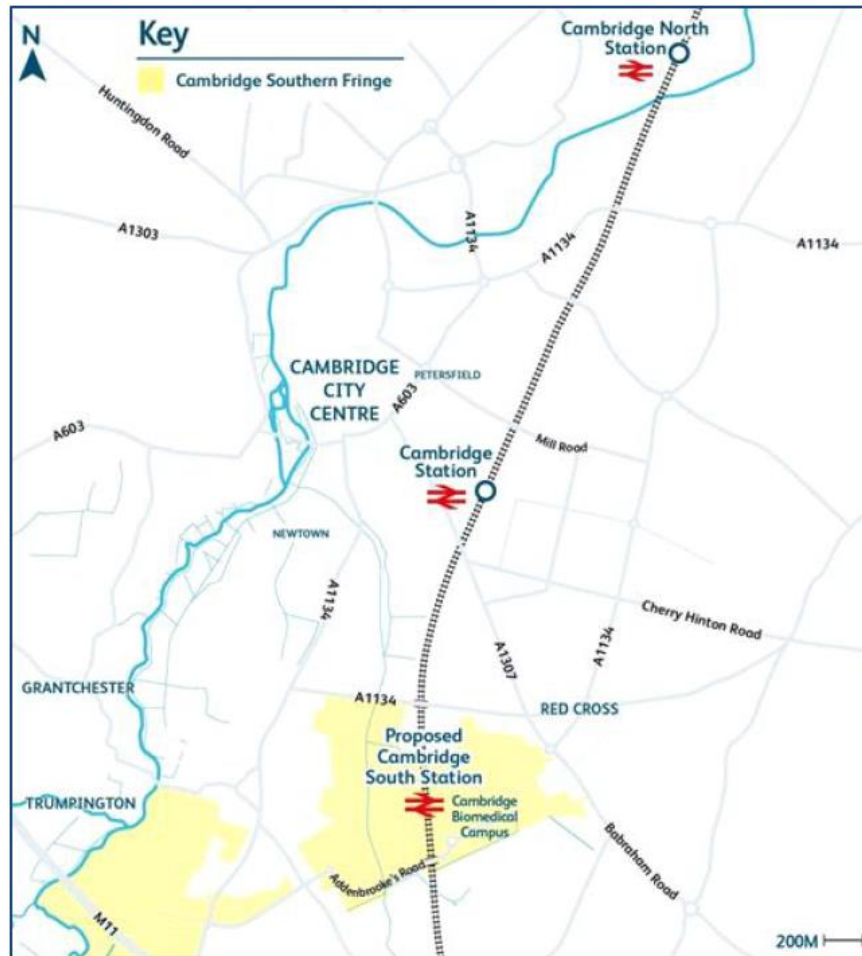 N
Key
Cambridge Southern Fringe
Cambridge North
Station
Huntingdon Road
A1303
A1134
A1134
A1134
CAMBRIDGE
CITY
CENTRE
PETERSFIELD
A603
A603
Mill Road
Cambridge
Station
NEWTOWN
A1134
Cherry Hinton Road
A1134
A1307
GRANTCHESTER
A1134
RED CROSS
Proposed
Cambridge
South Station
TRUMPINGTON
Cambridge
Biomedical
Campus
Addenbrooke's Road
Babraham Road
M11
200M